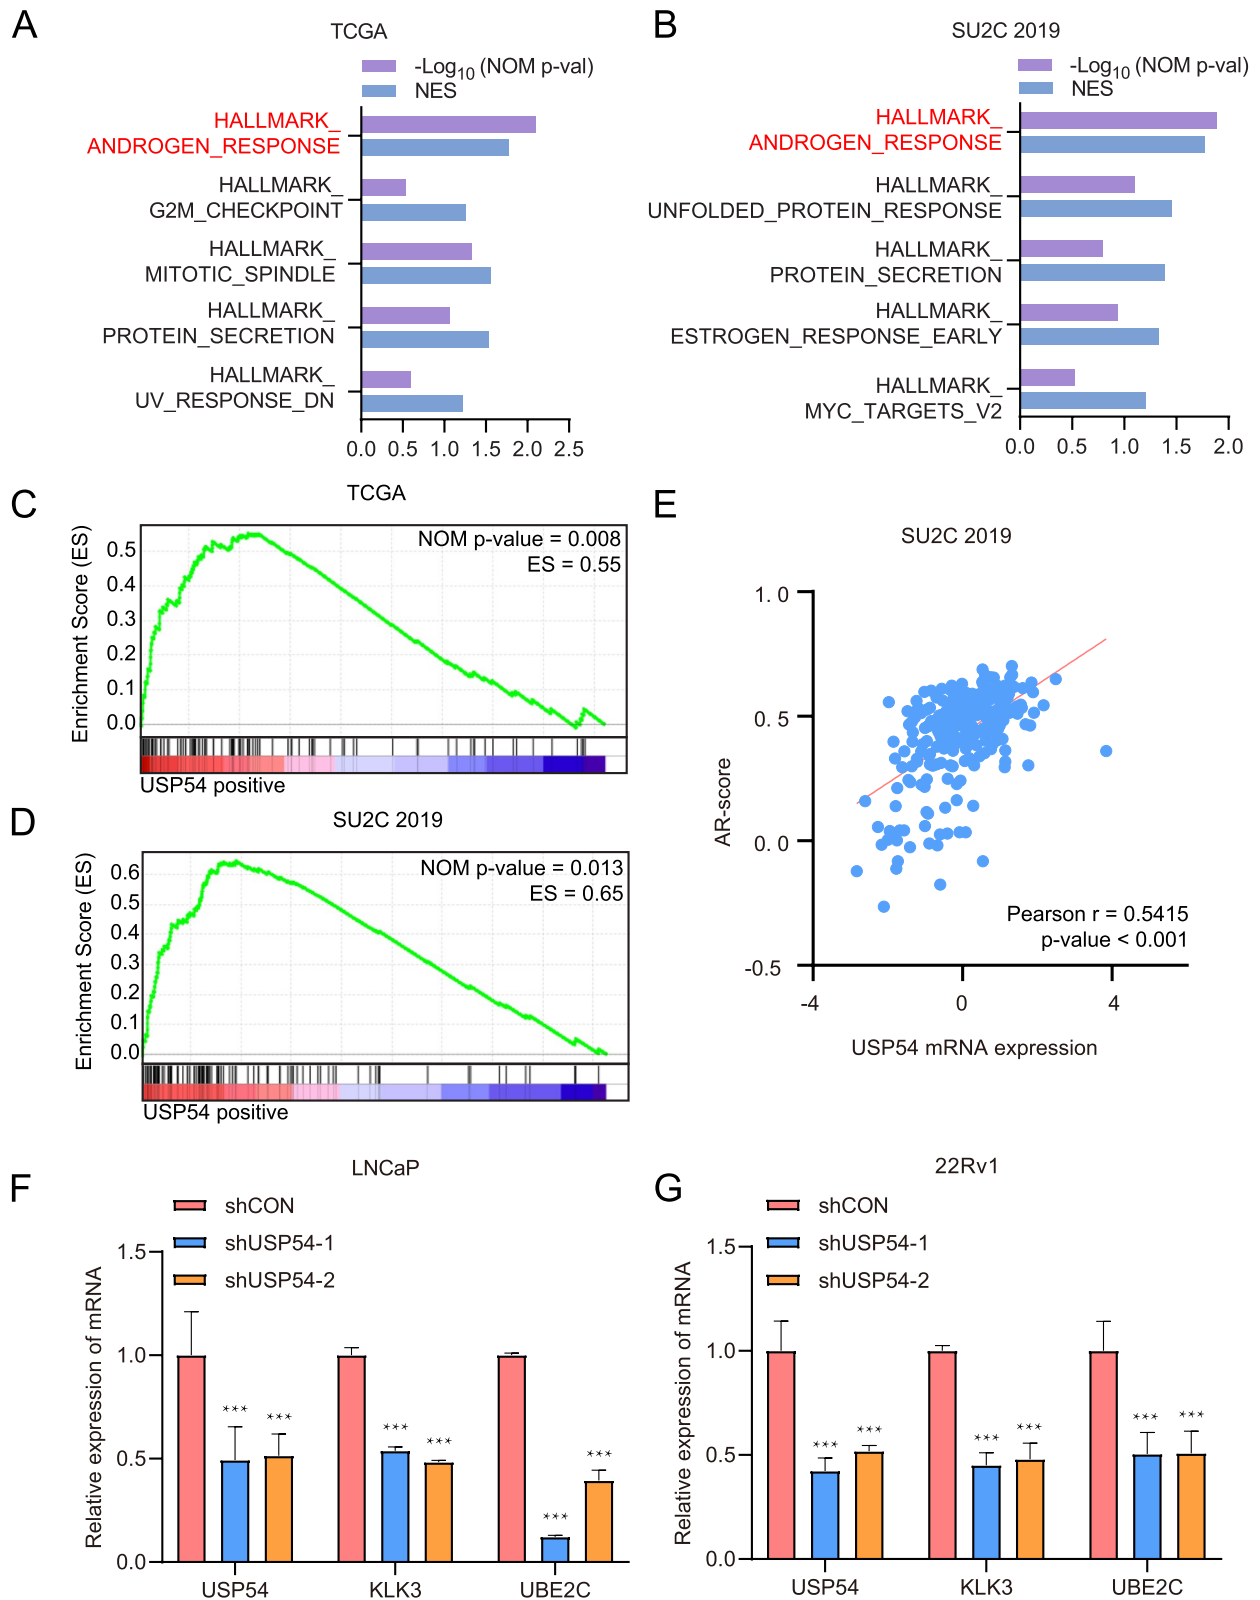 A
TCGA
-Log10 (NOM p-val)
NES
HALLMARK_
ANDROGEN_RESPONSE
HALLMARK_
G2M_CHECKPOINT
HALLMARK_
MITOTIC_SPINDLE
HALLMARK_
PROTEIN_SECRETION
HALLMARK_
UV_RESPONSE_DN
0.0 0.5 1.0 1.5 2.0 2.5
B
SU2C 2019
-Log10 (NOM p-val)
NES
HALLMARK_
ANDROGEN_RESPONSE
HALLMARK_
UNFOLDED_PROTEIN_RESPONSE
HALLMARK_
PROTEIN_SECRETION
HALLMARK_
ESTROGEN_RESPONSE_EARLY
HALLMARK_
MYC_TARGETS_V2
0.0 0.5 1.0 1.5 2.0
C
TCGA
Enrichment Score (ES)
0.5
0.4
0.3
0.2
0.1
0.0
NOM p-value = 0.008
ES = 0.55
USP54 positive
D
SU2C 2019
Enrichment Score (ES)
0.6
0.5
0.4
0.3
0.2
0.1
0.0
NOM p-value = 0.013
ES = 0.65
USP54 positive
E
SU2C 2019
AR-score
1.0
0.5
0.0
-0.5
Pearson r = 0.5415
p-value < 0.001
-4 0 4
USP54 mRNA expression
F
LNCaP
shCON
shUSP54-1
shUSP54-2
Relative expression of mRNA
1.5
1.0
0.5
0.0
*** ***
*** ***
*** ***
USP54 KLK3 UBE2C
G
22Rv1
shCON
shUSP54-1
shUSP54-2
Relative expression of mRNA
1.5
1.0
0.5
0.0
*** ***
*** ***
*** ***
USP54 KLK3 UBE2C